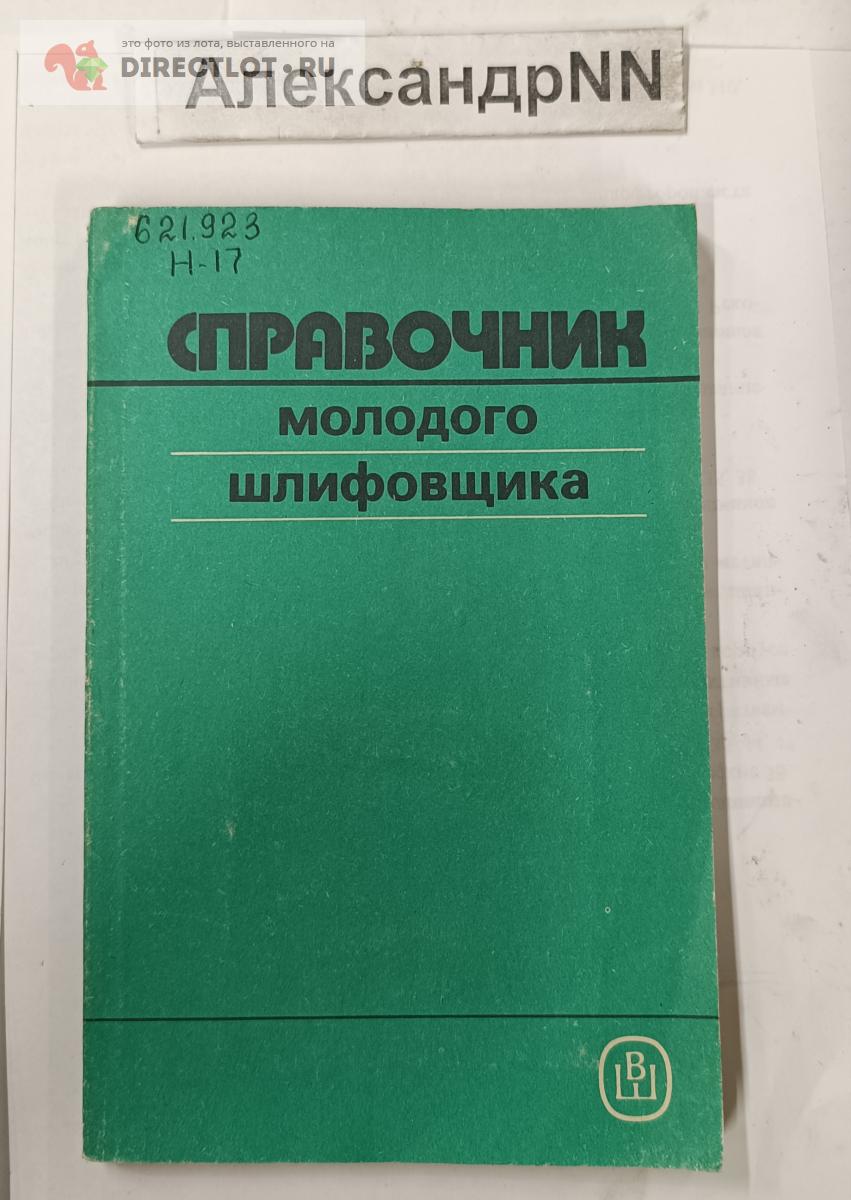 это фото из лота, выставленного на
DIRECTLOT.RU
АлександрNN
621.923
Н-17
СПРАВОЧНИК
МОЛОДОГО
ШЛИФОВЩИКА
ВШ